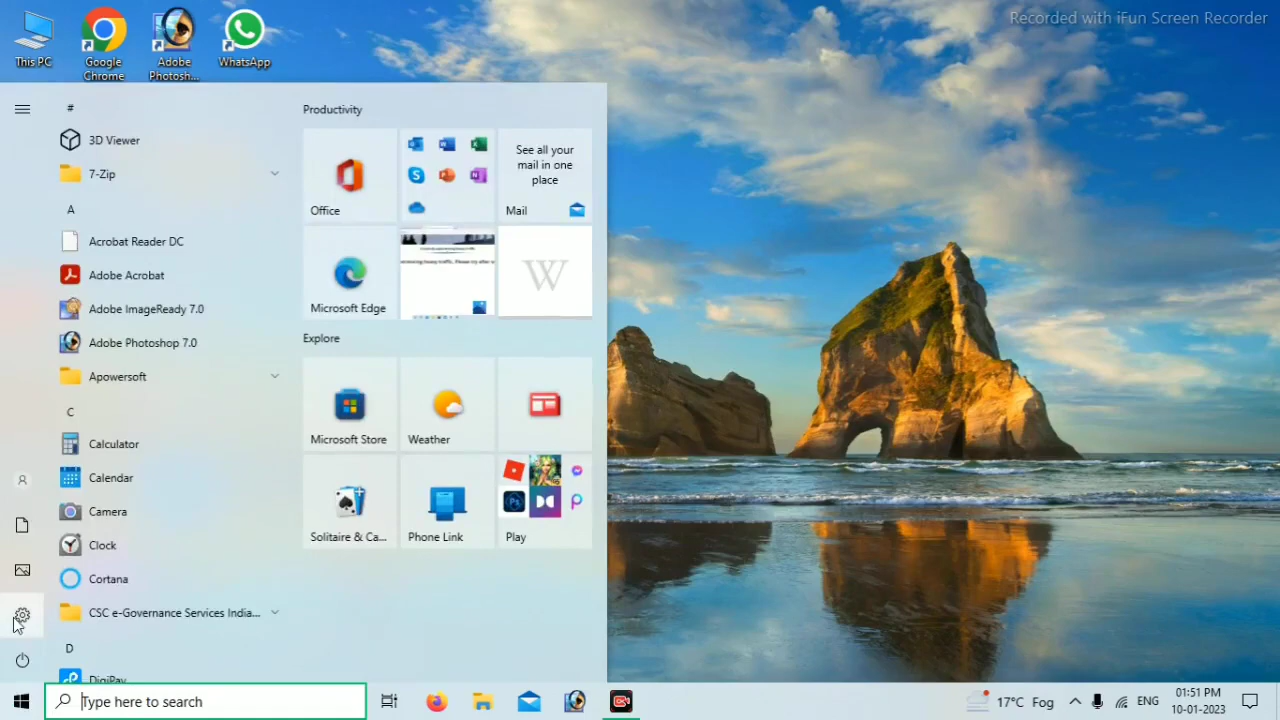 Recorded with iFun Screen Recorder
This PC
Google
Chrome
Adobe
Photosh...
WhatsApp
#
3D Viewer
7-Zip
A
Acrobat Reader DC
Adobe Acrobat
Adobe ImageReady 7.0
Adobe Photoshop 7.0
Apowersoft
C
Calculator
Calendar
Camera
Clock
Cortana
CSC e-Governance Services India...
D
DigiPay
Productivity
Office
See all your
mail in one
place
Mail
Microsoft Edge
W
Explore
Microsoft Store
Weather
Solitaire & Ca...
Phone Link
Play
Type here to search
17°C Fog
ENG
01:51 PM
10-01-2023